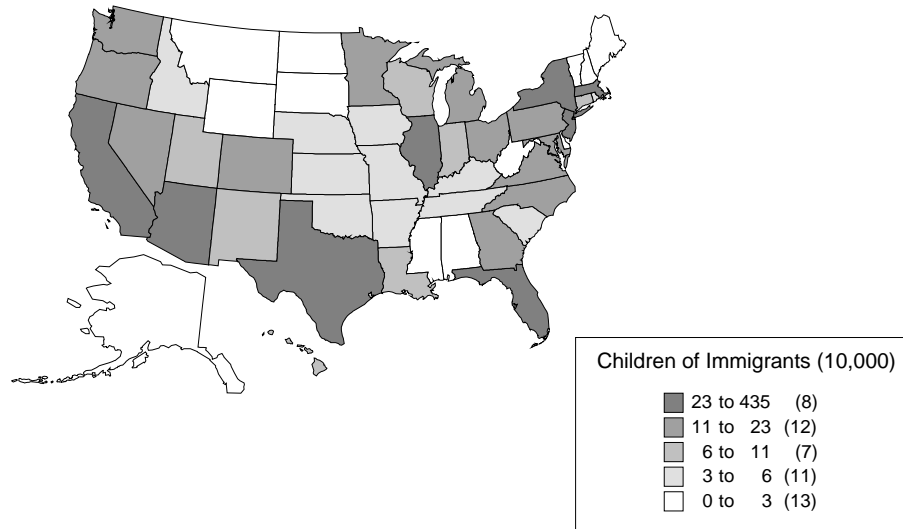 Children of Immigrants (10,000)
23 to 435 (8)
11 to 23 (12)
6 to 11 (7)
3 to 6 (11)
0 to 3 (13)